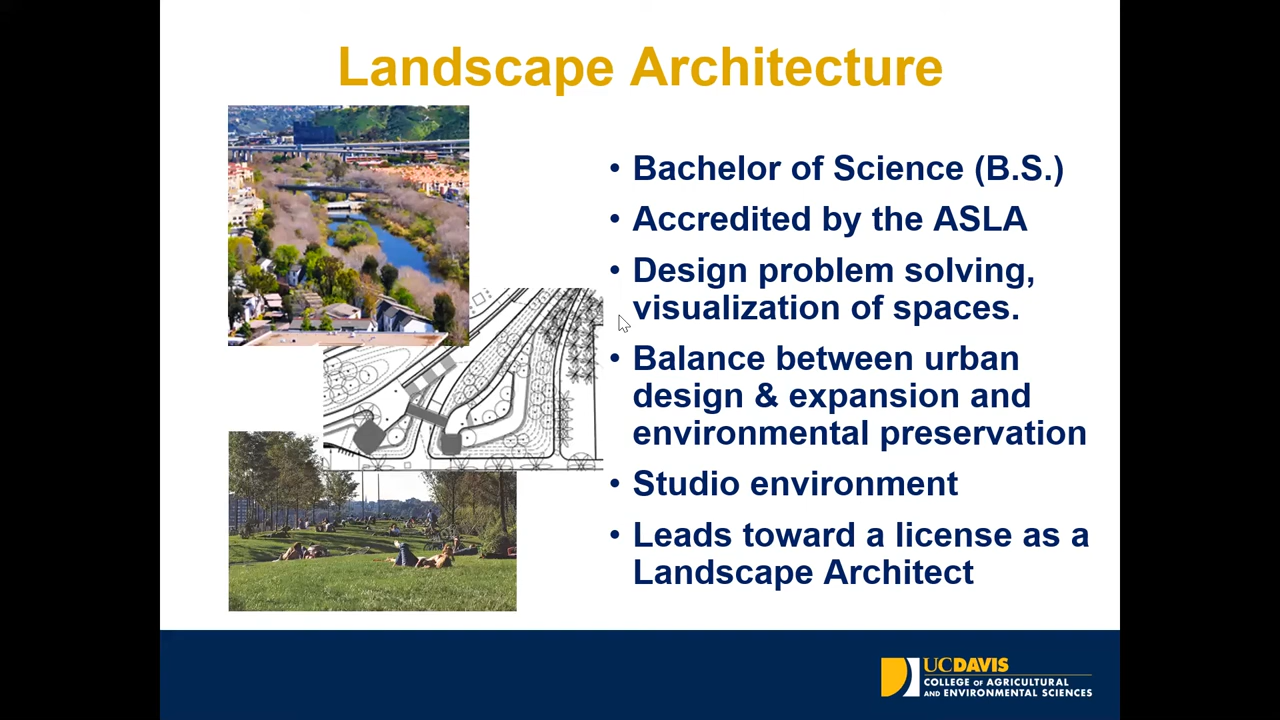 Landscape Architecture
• Bachelor of Science (B.S.)
• Accredited by the ASLA
• Design problem solving,
visualization of spaces.
• Balance between urban
design & expansion and
environmental preservation
• Studio environment
• Leads toward a license as a
Landscape Architect
UCDAVIS
COLLEGE OF AGRICULTURAL
AND ENVIRONMENTAL SCIENCES